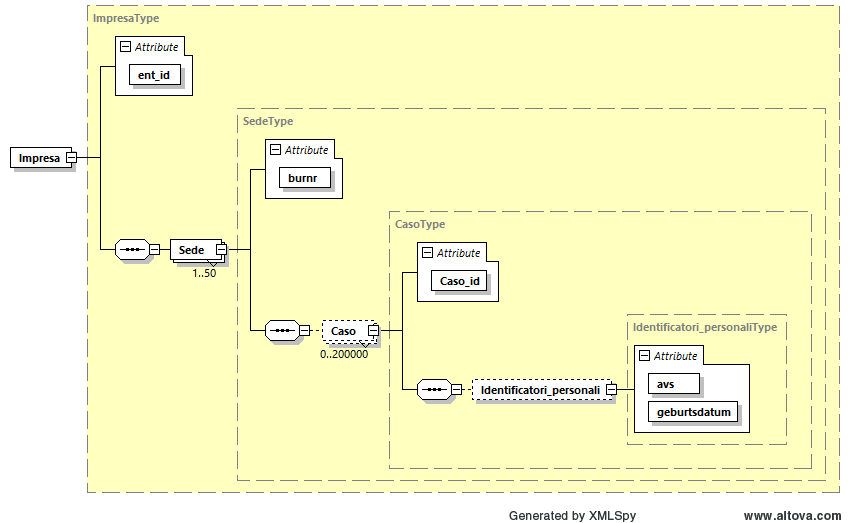 ImpresaType
Attribute
ent_id
SedeType
Attribute
burnr
Impresa
CasoType
Sede
1..50
Attribute
Caso_id
Caso
0..200000
Identificatori_personaliType
Attribute
avs
Identificatori_personali
geburtsdatum
Generated by XMLSpy www.altova.com